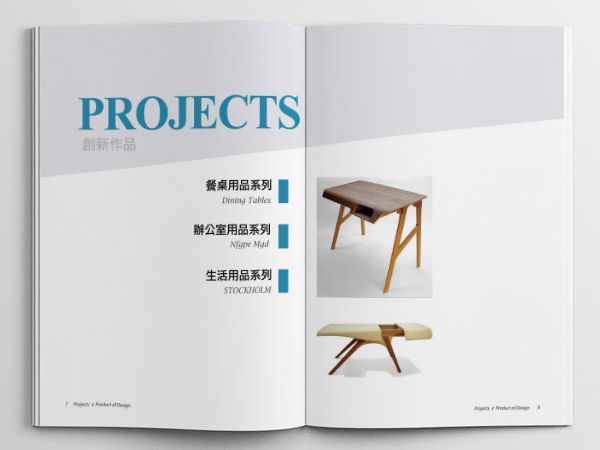 PROJECTS
創新作品
餐桌用品系列
Dining Tables
辦公室用品系列
Nfgpe Mgd
生活用品系列
STOCKHOLM
7 Projects / Product of Design
Projects / Product of Design 8